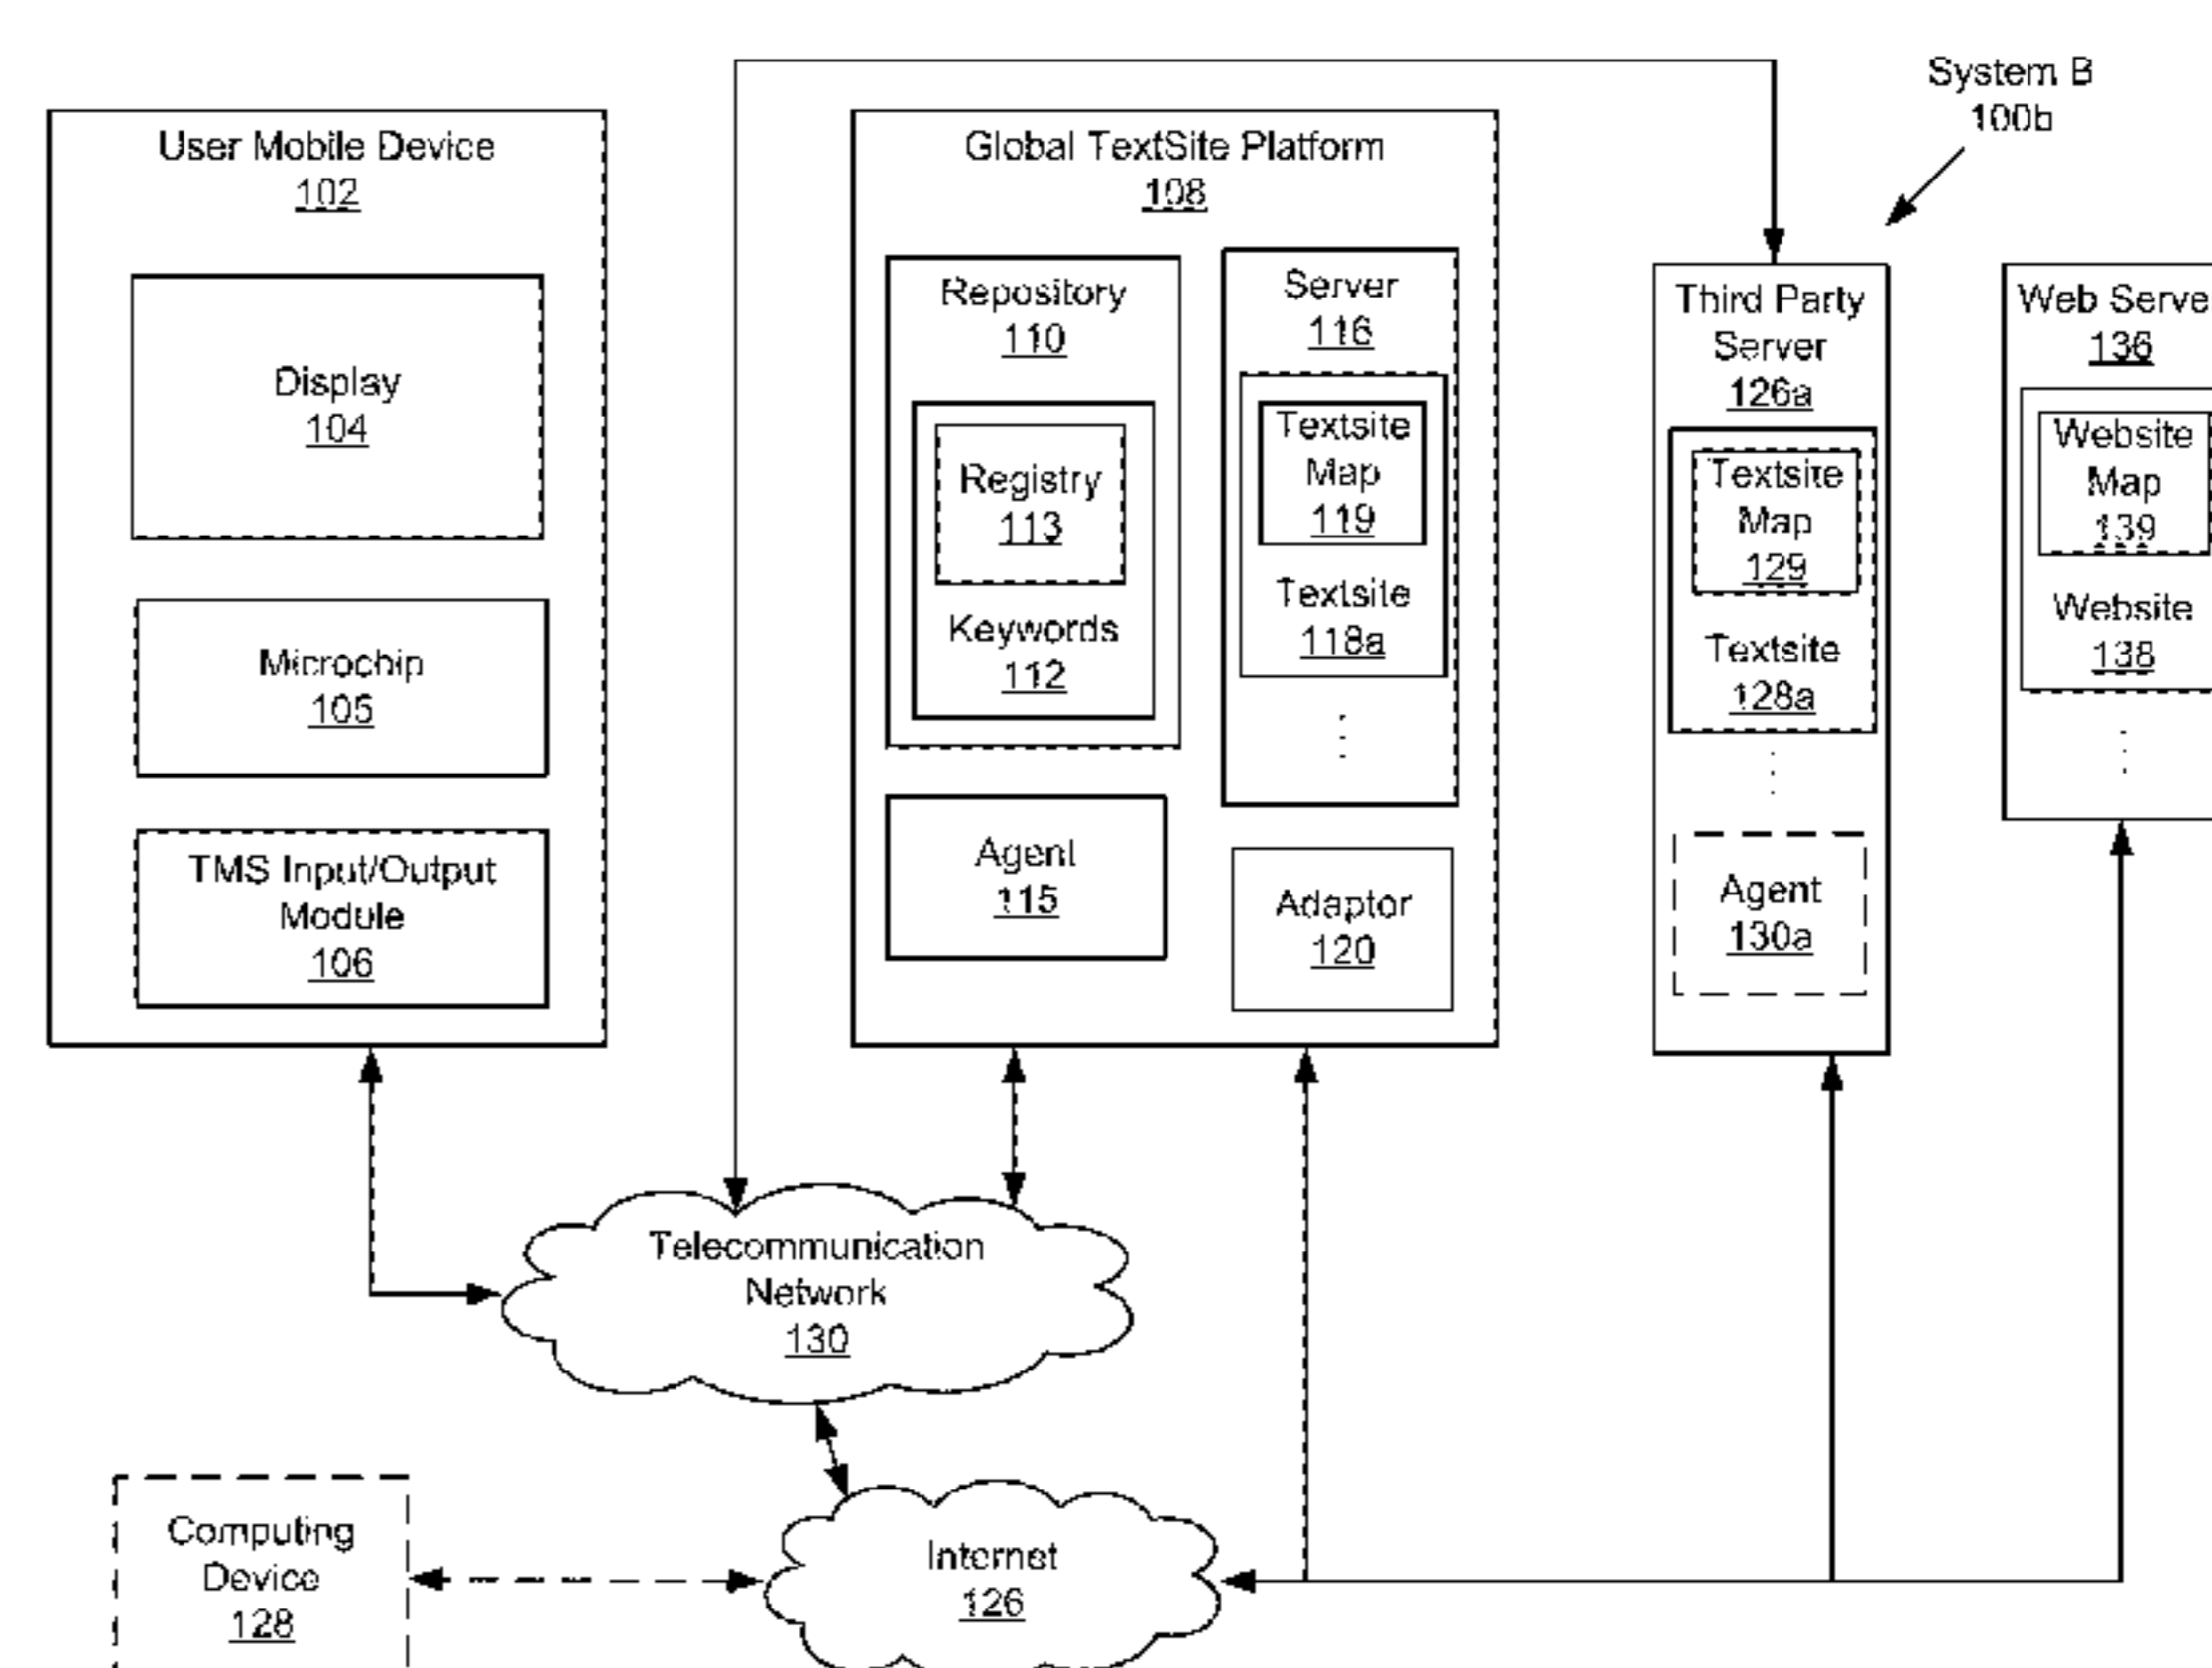 System B
100b
User Mobile Device
102
Display
104
Microchip
105
TMS Input/Output
Module
106
Global TextSite Platform
108
Repository
110
Registry
113
Keywords
112
Server
116
Textsite
Map
119
Textsite
118a
Agent
115
Adaptor
120
Third Party
Server
126a
Textsite
Map
129
Textsite
128a
Agent
130a
Web Serve
136
Website
Map
139
Website
138
Telecommunication
Network
130
Computing
Device
128
Internet
126